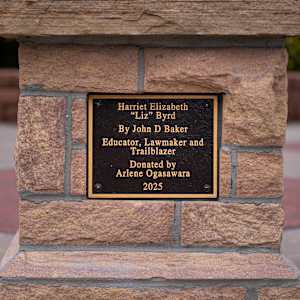 Harriet Elizabeth
"Liz" Byrd
By John D Baker
Educator, Lawmaker and
Trailblazer
Donated by
Arlene Ogasawara
2025